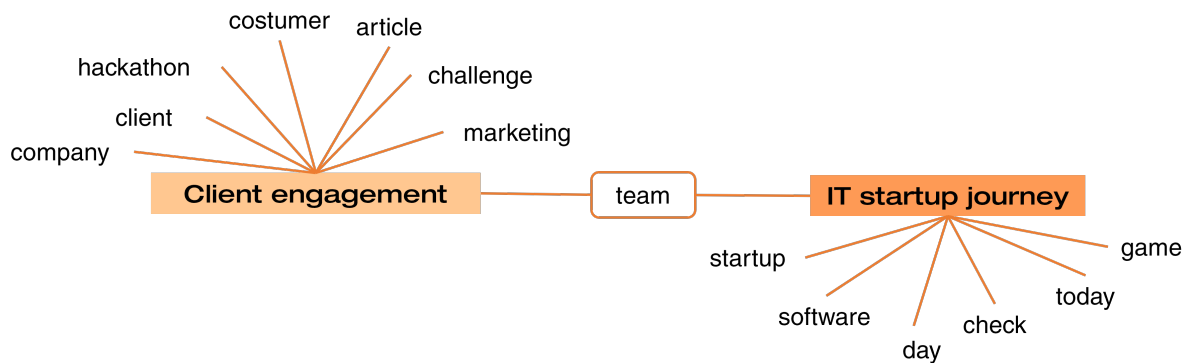 costumer
article
hackathon
challenge
client
marketing
company
Client engagement
team
IT startup journey
startup
game
software
today
check
day